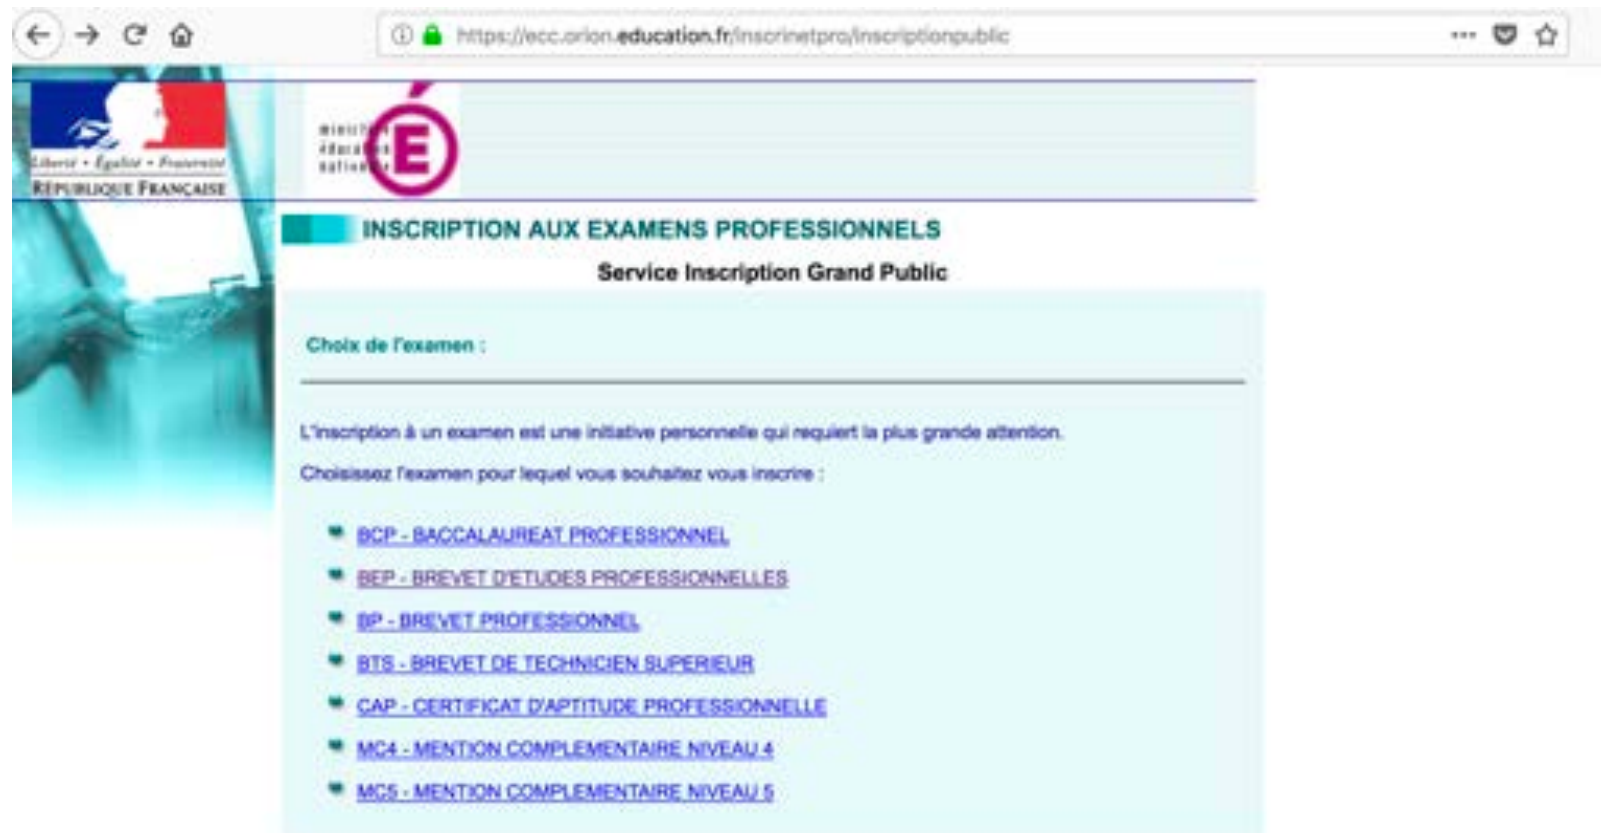 https://ecc.orion.education.fr/inscrinetpro/inscriptionpublic
Liberté • Égalité • Fraternité
RÉPUBLIQUE FRANÇAISE
É
INSCRIPTION AUX EXAMENS PROFESSIONNELS
Service Inscription Grand Public
Choix de l'examen :
L'inscription à un examen est une initiative personnelle qui requiert la plus grande attention.
Choisissez l'examen pour lequel vous souhaitez vous inscrire :
BCP - BACCALAUREAT PROFESSIONNEL
BEP - BREVET D'ETUDES PROFESSIONNELLES
BP - BREVET PROFESSIONNEL
BTS - BREVET DE TECHNICIEN SUPERIEUR
CAP - CERTIFICAT D'APTITUDE PROFESSIONNELLE
MC4 - MENTION COMPLEMENTAIRE NIVEAU 4
MC5 - MENTION COMPLEMENTAIRE NIVEAU 5